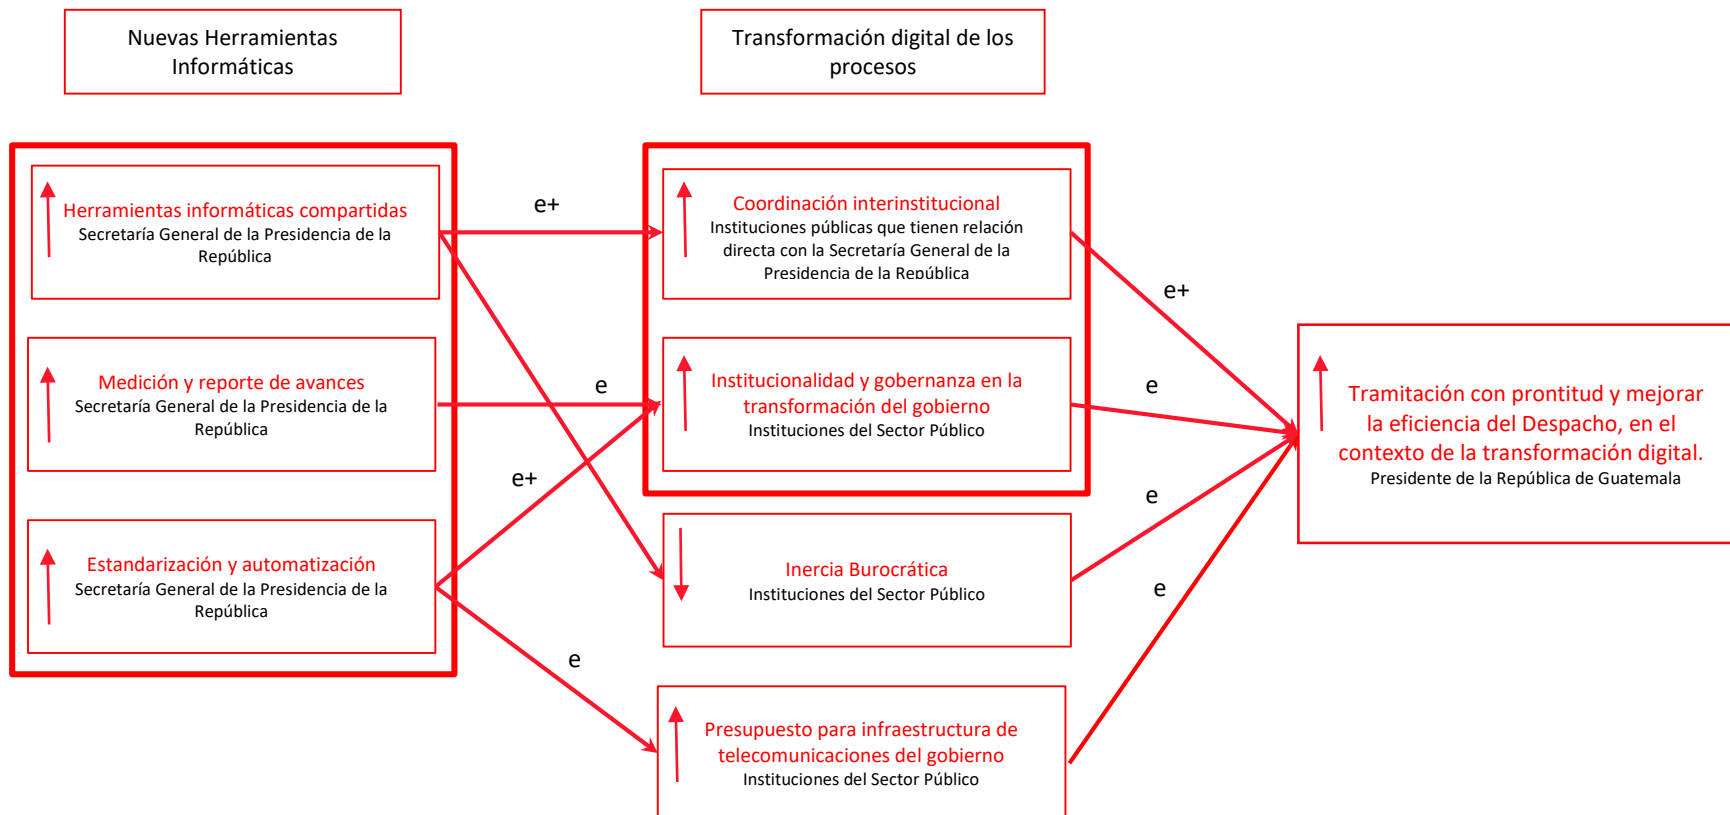 Nuevas Herramientas
Informáticas
Transformación digital de los
procesos
Herramientas informáticas compartidas
Secretaría General de la Presidencia de la
República
e+
Coordinación interinstitucional
Instituciones públicas que tienen relación
directa con la Secretaría General de la
Presidencia de la República
e+
Medición y reporte de avances
Secretaría General de la Presidencia de la
República
e
Institucionalidad y gobernanza en la
transformación del gobierno
Instituciones del Sector Público
e
Tramitación con prontitud y mejorar
la eficiencia del Despacho, en el
contexto de la transformación digital.
Presidente de la República de Guatemala
e+
Estandarización y automatización
Secretaría General de la Presidencia de la
República
Inercia Burocrática
Instituciones del Sector Público
e
e
e
Presupuesto para infraestructura de
telecomunicaciones del gobierno
Instituciones del Sector Público